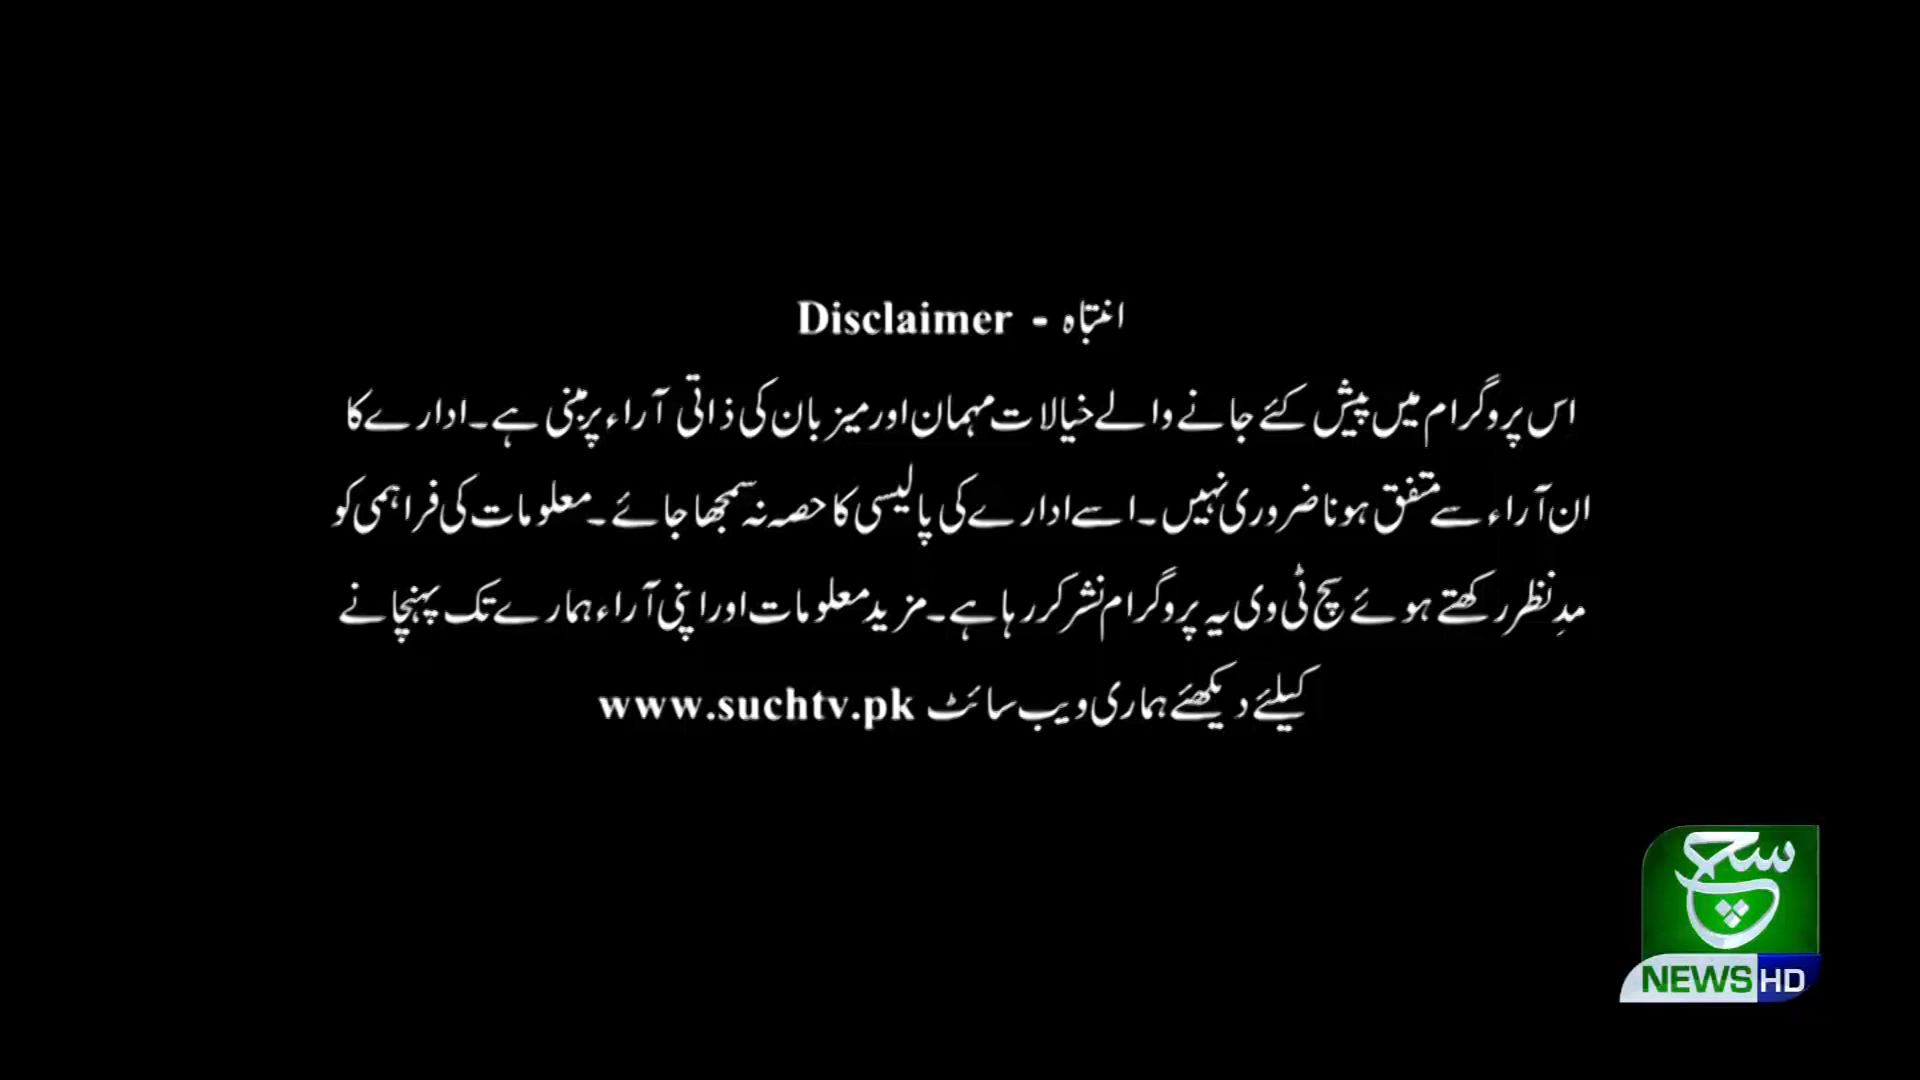 انتباہ - Disclaimer
اس پروگرام میں پیش کئے جانے والے خیالات مہمان اور میزبان کی ذاتی آراء پر مبنی ہے۔ ادارے کا
ان آراء سے متفق ہونا ضروری نہیں۔ اسے ادارے کی پالیسی کا حصہ نہ سمجھا جائے۔ معلومات کی فراہمی کو
مدِنظر رکھتے ہوئے سچ ٹی وی یہ پروگرام نشر کر رہا ہے۔ مزید معلومات اور اپنی آراء ہمارے تک پہنچانے
کیلئے دیکھئے ہماری ویب سائٹ www.suchtv.pk
سچ
NEWS HD